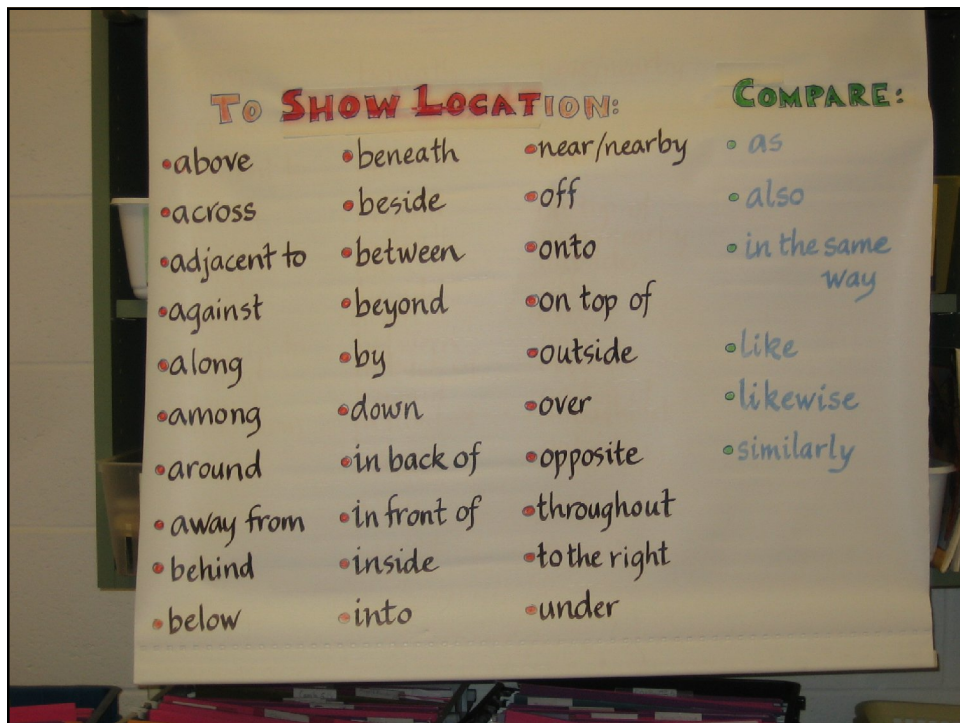 TO SHOW LOCATION:
• above
• across
• adjacent to
• against
• along
• among
• around
• away from
• behind
• below
• beneath
• beside
• between
• beyond
• by
• down
• in back of
• in front of
• inside
• into
• near/nearby
• off
• onto
• on top of
• outside
• over
• opposite
• throughout
• to the right
• under
COMPARE:
• as
• also
• in the same
way
• like
• likewise
• similarly